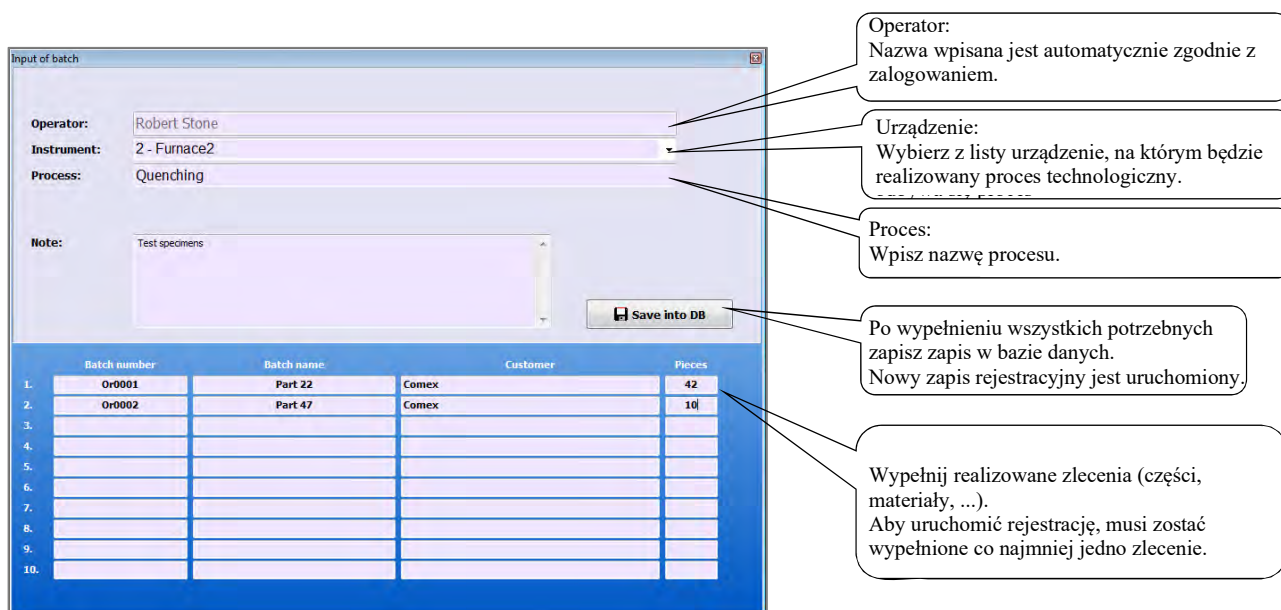 Input of batch
Operator: Robert Stone
Instrument: 2 - Furnace2
Process: Quenching
Note: Test specimens
Save into DB
Batch number Batch name Customer Pieces
1. Or0001 Part 22 Comex 42
2. Or0002 Part 47 Comex 10
3.
4.
5.
6.
7.
8.
9.
10.
Operator:
Nazwa wpisana jest automatycznie zgodnie z
zalogowaniem.
Urządzenie:
Wybierz z listy urządzenie, na którym będzie
realizowany proces technologiczny.
Proces:
Wpisz nazwę procesu.
Po wypełnieniu wszystkich potrzebnych
zapisz zapis w bazie danych.
Nowy zapis rejestracyjny jest uruchomiony.
Wypełnij realizowane zlecenia (części,
materiały, ...).
Aby uruchomić rejestrację, musi zostać
wypełnione co najmniej jedno zlecenie.